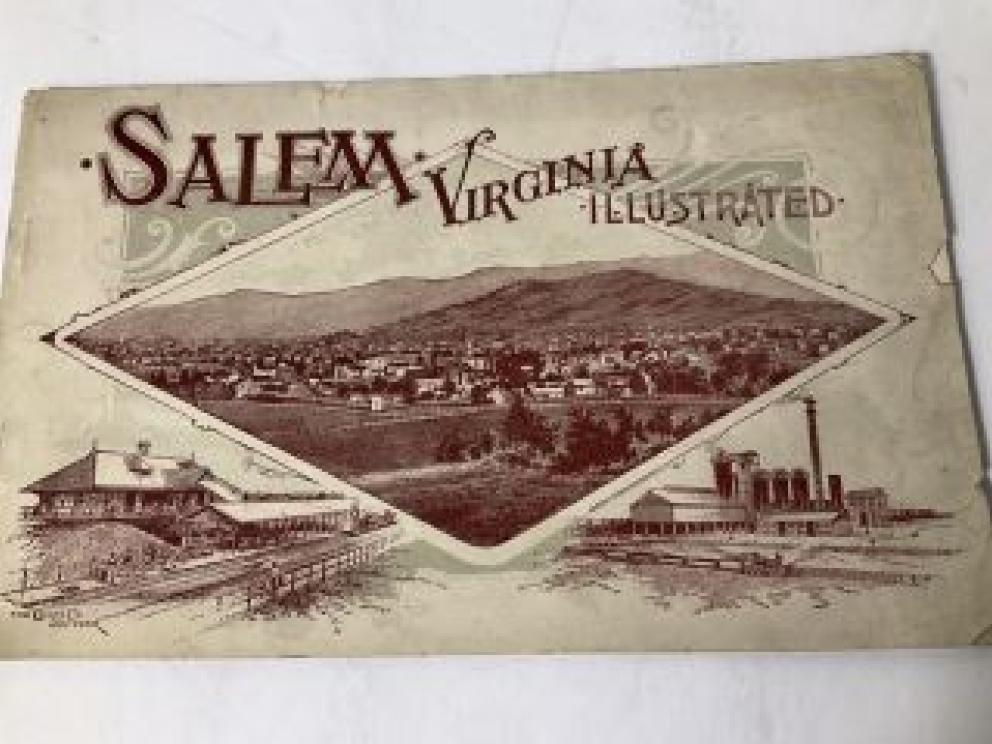 ·SALEM·
VIRGINIA
·ILLUSTRATED·